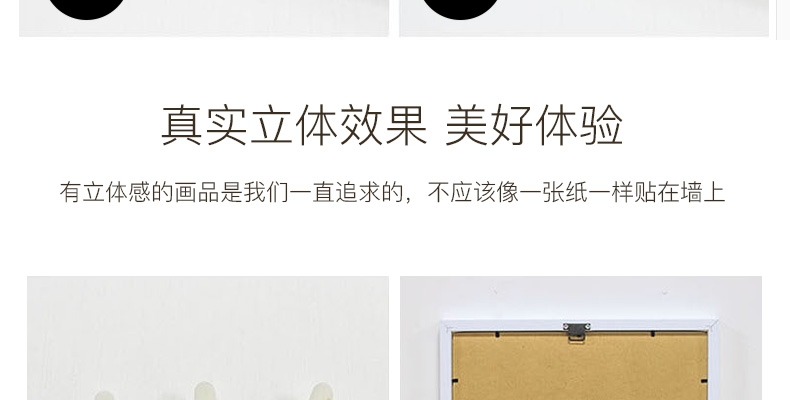 真实立体效果 美好体验
有立体感的画品是我们一直追求的，不应该像一张纸一样贴在墙上